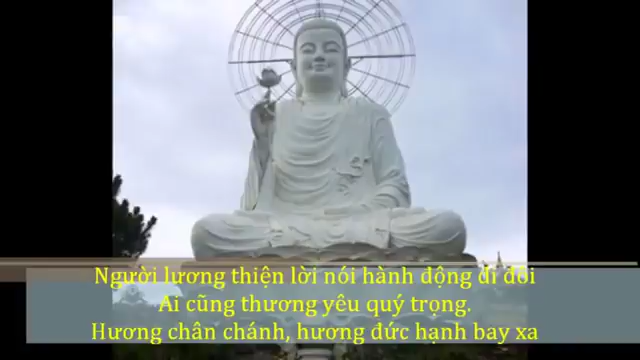 Người lương thiện lời nói hành động đi đôi
Ai cũng thương yêu quý trọng.
Hương chân chánh, hương đức hạnh bay xa